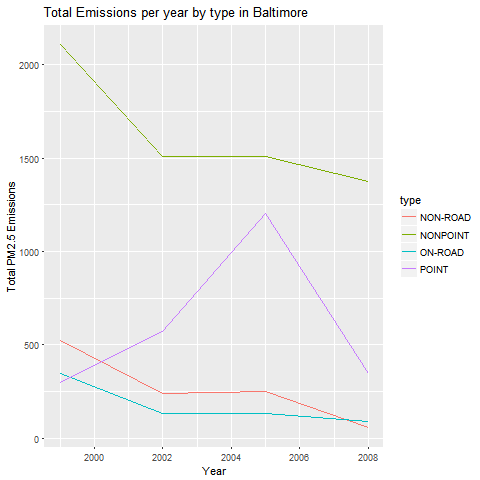 Total Emissions per year by type in Baltimore
Total PM2.5 Emissions
2000
1500
1000
500
0
2000
2002
2004
2006
2008
Year
type
NON-ROAD
NONPOINT
ON-ROAD
POINT